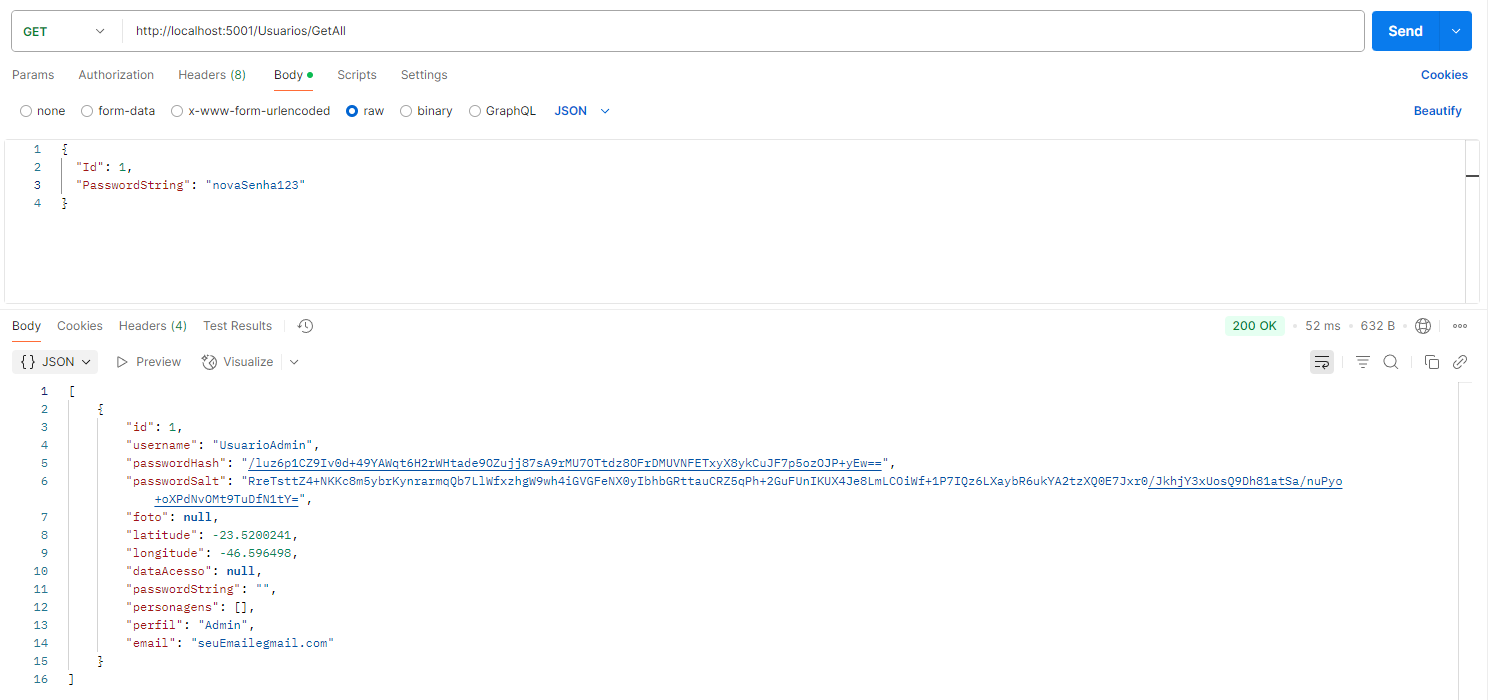 GET http://localhost:5001/Usuarios/GetAll Send
Params Authorization Headers (8) Body Scripts Settings Cookies
none form-data x-www-form-urlencoded raw binary GraphQL JSON Beautify
1 {
2 "Id": 1,
3 "PasswordString": "novaSenha123"
4 }
Body Cookies Headers (4) Test Results 200 OK 52 ms 632 B
{} JSON Preview Visualize
1 [
2 {
3 "id": 1,
4 "username": "UsuarioAdmin",
5 "passwordHash": "/luz6p1CZ9Iv0d+49YAWqt6H2rWHtade9OZujj87sA9rMU7OTtdz8OFrDMUVNFETxyX8ykCuJF7p5ozOJP+yEw==",
6 "passwordSalt": "RreTsttZ4+NKKc8m5ybrKynrarmqQb7LlWfxzhgW9wh4iGVGFeNX0yIbhbGRttauCRZ5qPh+2GuFUnIKUX4Je8LmLCOiWf+1P7IQz6LXaybR6ukYA2tzXQ0E7Jxr0/JkhjY3xUosQ9Dh81atSa/nuPyo
+oXPdNvOMt9TuDfN1tY=",
7 "foto": null,
8 "latitude": -23.5200241,
9 "longitude": -46.596498,
10 "dataAcesso": null,
11 "passwordString": "",
12 "personagens": [],
13 "perfil": "Admin",
14 "email": "seuEmailegmail.com"
15 }
16 ]